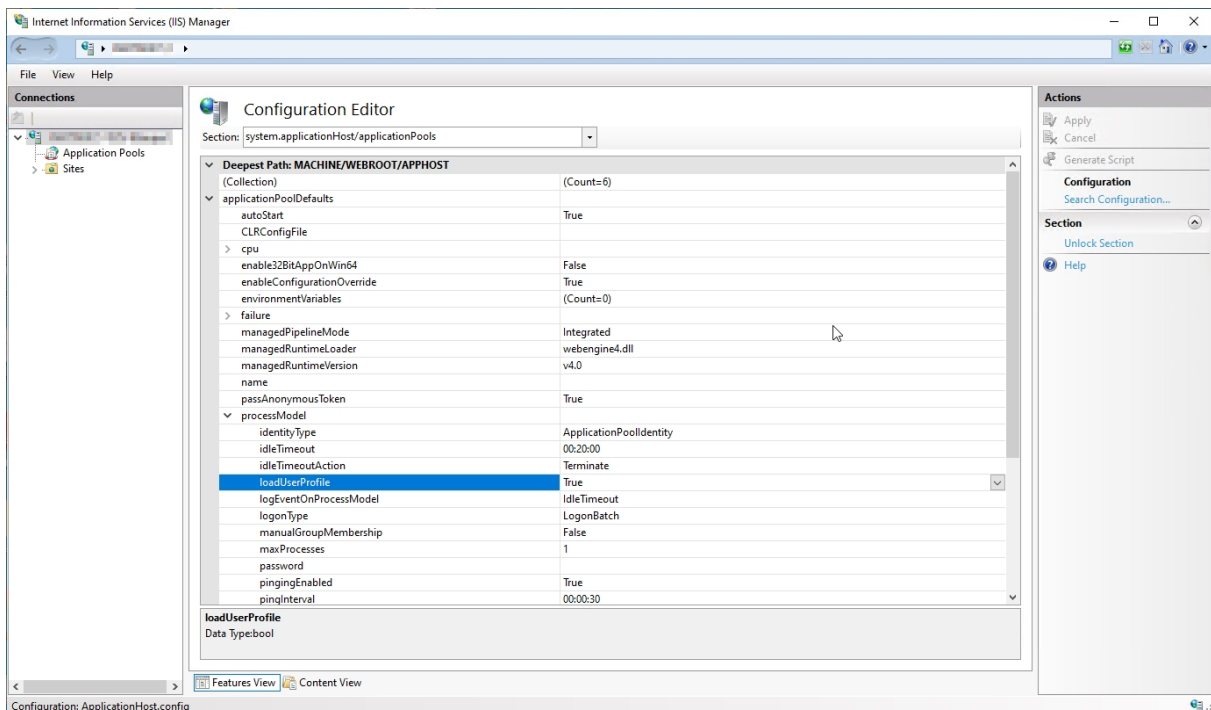 Internet Information Services (IIS) Manager
File View Help
Connections
Application Pools
Sites
Configuration Editor
Section: system.applicationHost/applicationPools
Deepest Path: MACHINE/WEBROOT/APPHOST
(Collection) (Count=6)
applicationPoolDefaults
autoStart True
CLRConfigFile
cpu
enable32BitAppOnWin64 False
enableConfigurationOverride True
environmentVariables (Count=0)
failure
managedPipelineMode Integrated
managedRuntimeLoader webengine4.dll
managedRuntimeVersion v4.0
name
passAnonymousToken True
processModel
identityType ApplicationPoolIdentity
idleTimeout 00:20:00
idleTimeoutAction Terminate
loadUserProfile True
logEventOnProcessModel IdleTimeout
logonType LogonBatch
manualGroupMembership False
maxProcesses 1
password
pingingEnabled True
pingInterval 00:00:30
loadUserProfile
Data Type:bool
Features View Content View
Actions
Apply
Cancel
Generate Script
Configuration
Search Configuration...
Section
Unlock Section
Help
Configuration: ApplicationHost.config